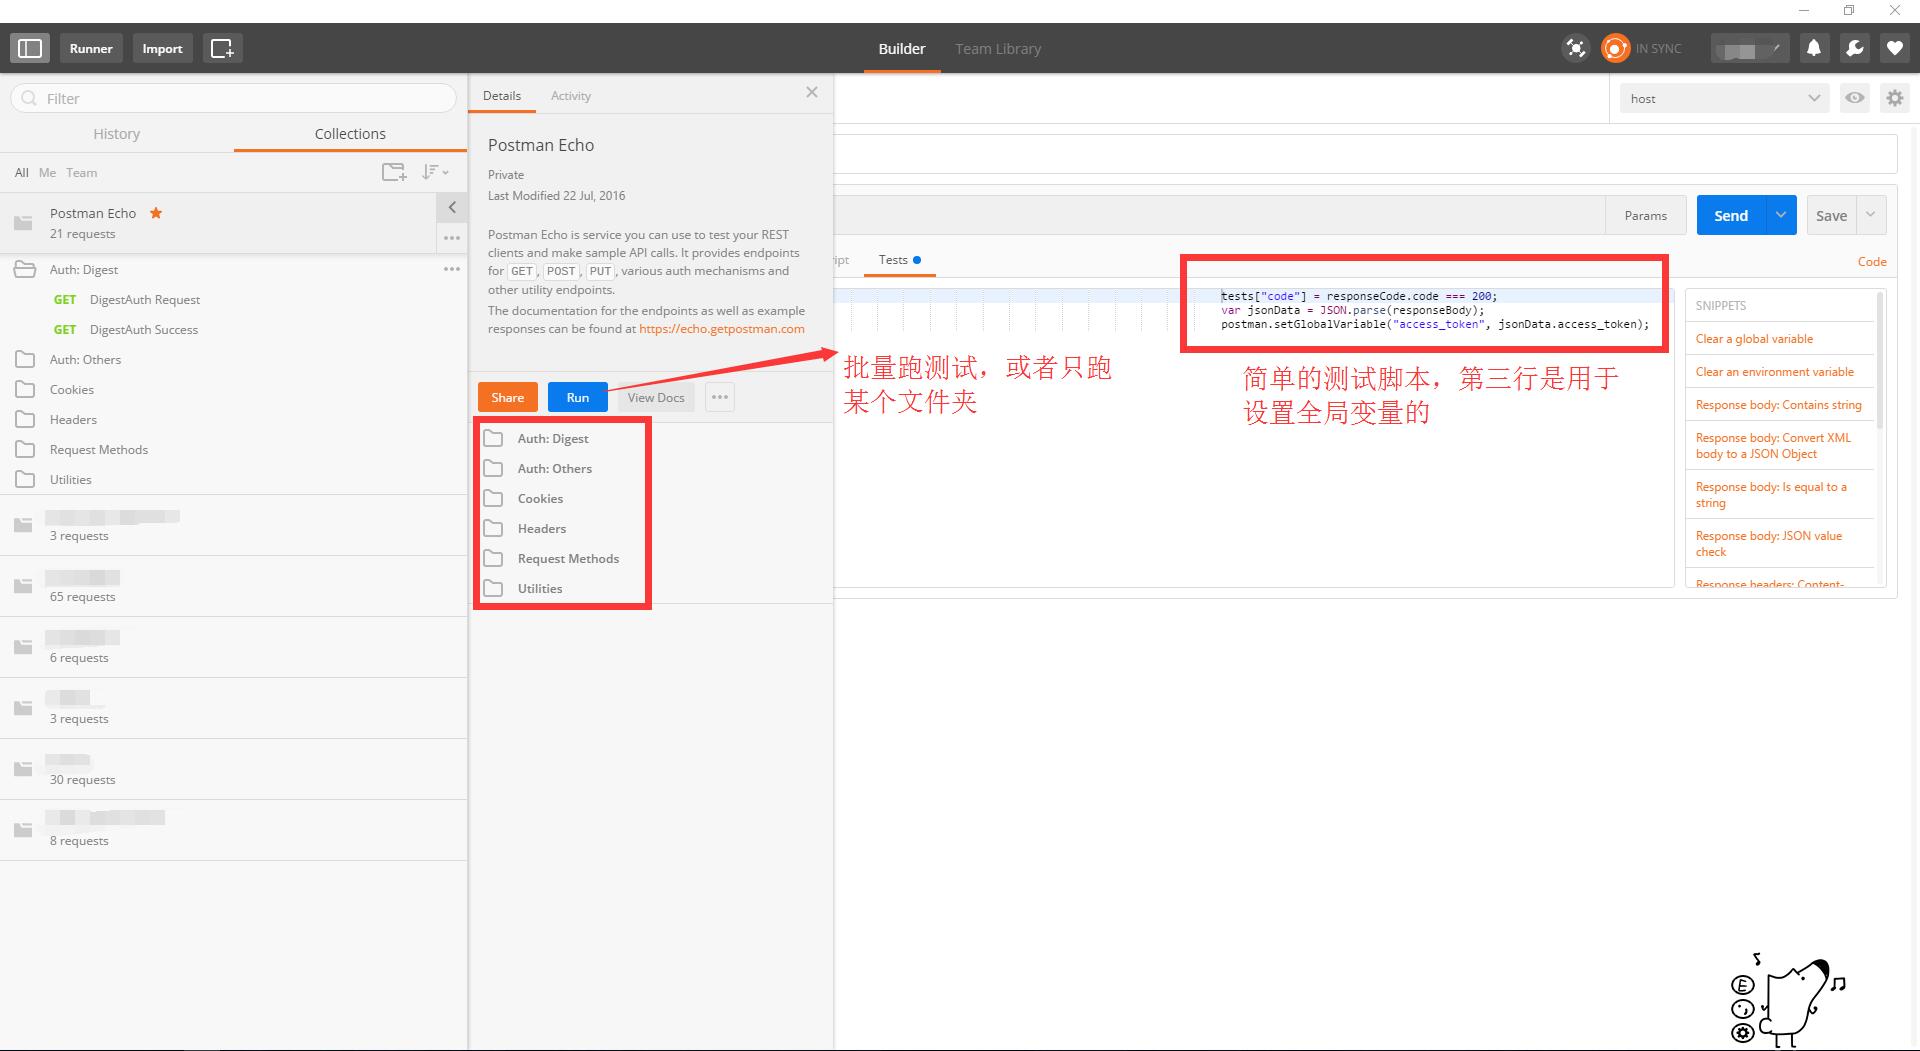 Runner
Import
Builder
Team Library
IN SYNC
Filter
History
Collections
All Me Team
Postman Echo
21 requests
Auth: Digest
GET DigestAuth Request
GET DigestAuth Success
Auth: Others
Cookies
Headers
Request Methods
Utilities
3 requests
65 requests
6 requests
3 requests
30 requests
8 requests
Details
Activity
Postman Echo
Private
Last Modified 22 Jul, 2016
Postman Echo is service you can use to test your REST
clients and make sample API calls. It provides endpoints
for GET, POST, PUT, various auth mechanisms and
other utility endpoints.
The documentation for the endpoints as well as example
responses can be found at https://echo.getpostman.com
Share
Run
View Docs
Auth: Digest
Auth: Others
Cookies
Headers
Request Methods
Utilities
批量跑测试，或者只跑
某个文件夹
host
Params
Send
Save
ipt
Tests
Code
tests["code"] = responseCode.code === 200;
var jsonData = JSON.parse(responseBody);
postman.setGlobalVariable("access_token", jsonData.access_token);
简单的测试脚本，第三行是用于
设置全局变量的
SNIPPETS
Clear a global variable
Clear an environment variable
Response body: Contains string
Response body: Convert XML
body to a JSON Object
Response body: Is equal to a
string
Response body: JSON value
check
Response headers: Content-
E